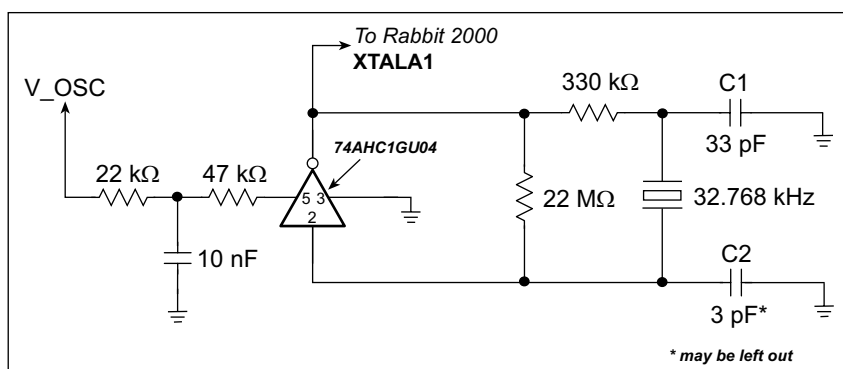 To Rabbit 2000
XTALA1
V_OSC
330 kΩ
C1
33 pF
74AHC1GU04
22 kΩ
47 kΩ
5 3
2
22 MΩ
32.768 kHz
10 nF
C2
3 pF*
* may be left out